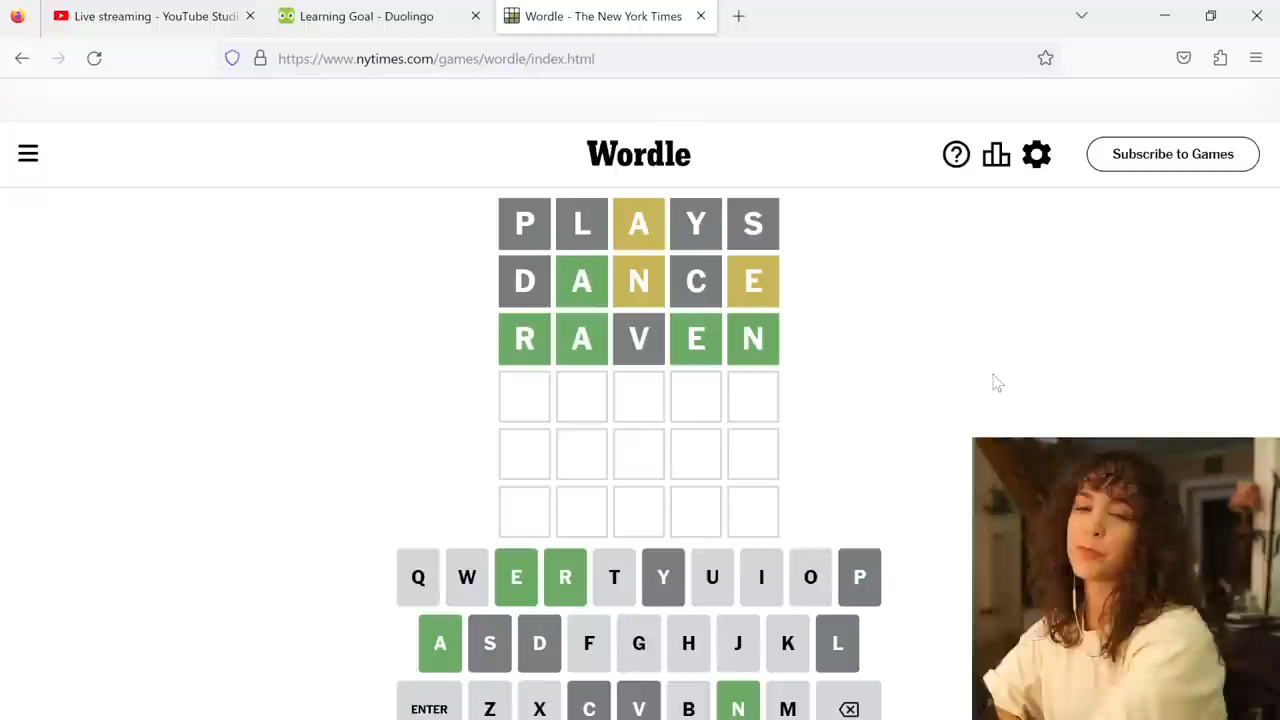 Live streaming - YouTube Studi
Learning Goal - Duolingo
Wordle - The New York Times
https://www.nytimes.com/games/wordle/index.html
Wordle
Subscribe to Games
P L A Y S
D A N C E
R A V E N
Q W E R T Y U I O P
A S D F G H J K L
ENTER Z X C V B N M